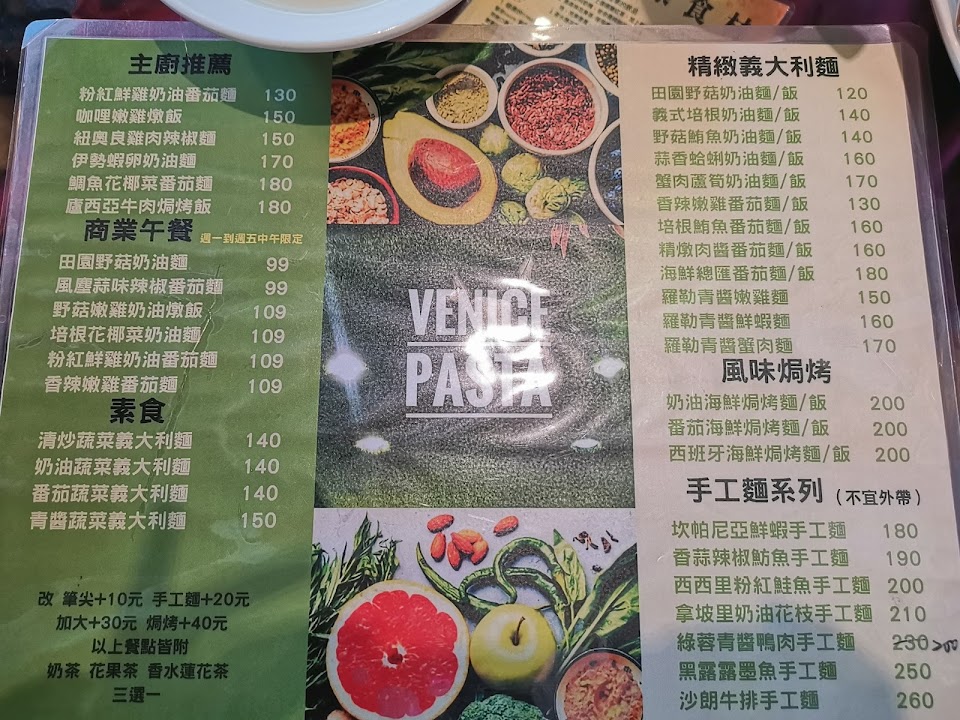 主廚推薦
粉紅鮮雞奶油番茄麵 130
咖哩嫩雞燉飯 150
紐奧良雞肉辣椒麵 150
伊勢蝦卵奶油麵 170
鯛魚花椰菜番茄麵 180
廬西亞牛肉焗烤飯 180
商業午餐 週一到週五中午限定
田園野菇奶油麵 99
風塵蒜味辣椒番茄麵 99
野菇嫩雞奶油燉飯 109
培根花椰菜奶油麵 109
粉紅鮮雞奶油番茄麵 109
香辣嫩雞番茄麵 109
素食
清炒蔬菜義大利麵 140
奶油蔬菜義大利麵 140
番茄蔬菜義大利麵 140
青醬蔬菜義大利麵 150
改 筆尖+10元 手工麵+20元
加大+30元 焗烤+40元
以上餐點皆附
奶茶 花果茶 香水蓮花茶
三選一
VENICE
PASTA
精緻義大利麵
田園野菇奶油麵/飯 120
義式培根奶油麵/飯 140
野菇鮪魚奶油麵/飯 140
蒜香蛤蜊奶油麵/飯 160
蟹肉蘆筍奶油麵/飯 170
香辣嫩雞番茄麵/飯 130
培根鮪魚番茄麵/飯 160
精燉肉醬番茄麵/飯 160
海鮮總匯番茄麵/飯 180
羅勒青醬嫩雞麵 150
羅勒青醬鮮蝦麵 160
羅勒青醬蟹肉麵 170
風味焗烤
奶油海鮮焗烤麵/飯 200
番茄海鮮焗烤麵/飯 200
西班牙海鮮焗烤麵/飯 200
手工麵系列 (不宜外帶)
坎帕尼亞鮮蝦手工麵 180
香蒜辣椒魴魚手工麵 190
西西里粉紅鮭魚手工麵 200
拿坡里奶油花枝手工麵 210
綠蓉青醬鴨肉手工麵 230
黑露露墨魚手工麵 250
沙朗牛排手工麵 260